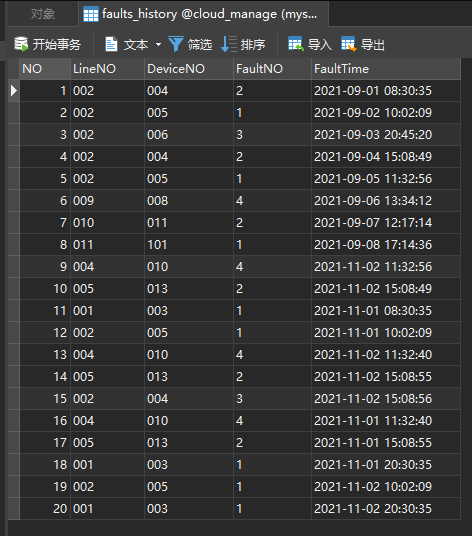 对象 faults_history @cloud_manage (mys...
开始事务 文本 筛选 排序 导入 导出
NO LineNO DeviceNO FaultNO FaultTime
1 002 004 2 2021-09-01 08:30:35
2 002 005 1 2021-09-02 10:02:09
3 002 006 3 2021-09-03 20:45:20
4 002 004 2 2021-09-04 15:08:49
5 002 005 1 2021-09-05 11:32:56
6 009 008 4 2021-09-06 13:34:12
7 010 011 2 2021-09-07 12:17:14
8 011 101 1 2021-09-08 17:14:36
9 004 010 4 2021-11-02 11:32:56
10 005 013 2 2021-11-02 15:08:49
11 001 003 1 2021-11-01 08:30:35
12 002 005 1 2021-11-01 10:02:09
13 004 010 4 2021-11-02 11:32:40
14 005 013 2 2021-11-02 15:08:55
15 002 004 3 2021-11-02 15:08:56
16 004 010 4 2021-11-01 11:32:40
17 005 013 2 2021-11-01 15:08:55
18 001 003 1 2021-11-01 20:30:35
19 002 005 1 2021-11-02 10:02:09
20 001 003 1 2021-11-02 20:30:35